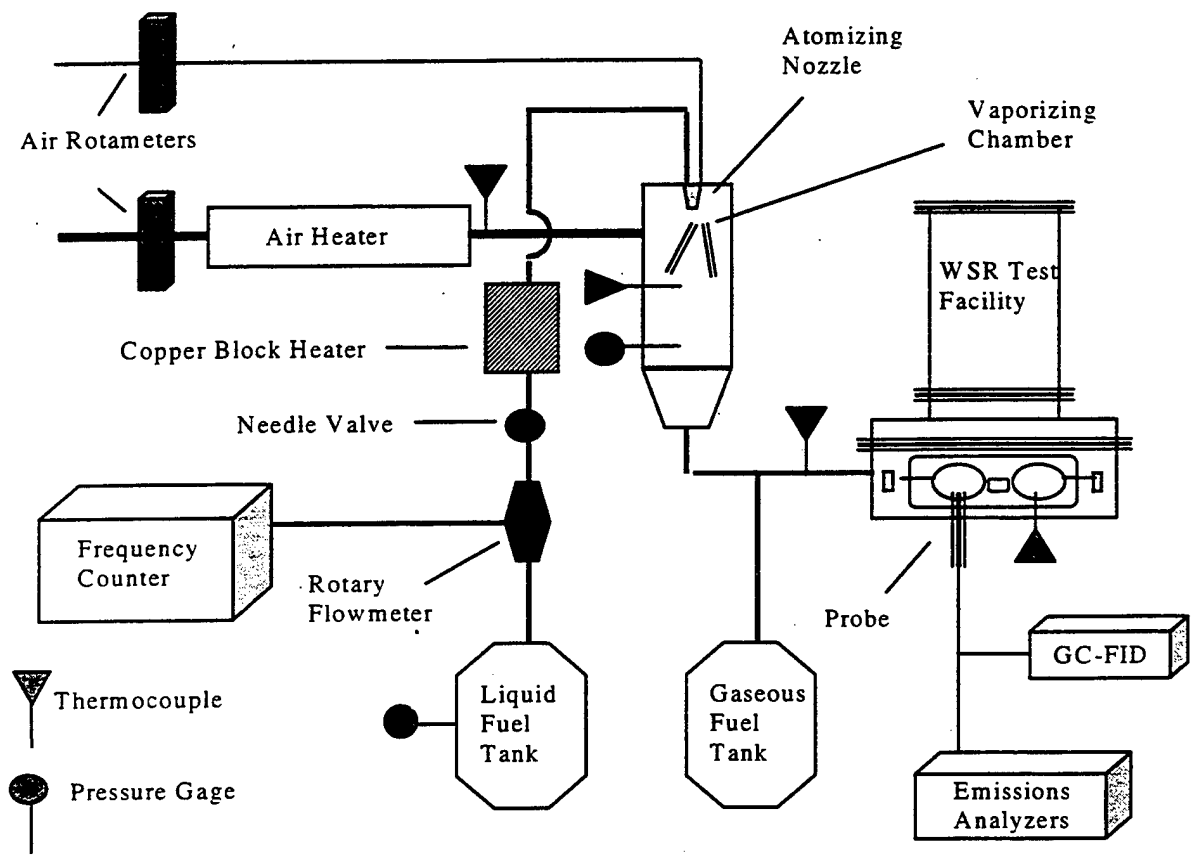 Atomizing
Nozzle
Vaporizing
Chamber
Air Rotameters
Air Heater
WSR Test
Facility
Copper Block Heater
Needle Valve
Frequency
Counter
Rotary
Flowmeter
Probe
GC-FID
Thermocouple
Liquid
Fuel
Tank
Gaseous
Fuel
Tank
Pressure Gage
Emissions
Analyzers